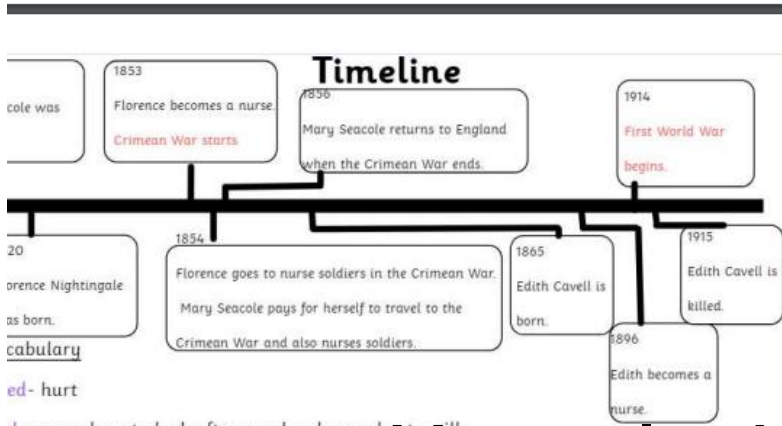 Timeline
cole was
1853
Florence becomes a nurse.
Crimean War starts
1856
Mary Seacole returns to England
when the Crimean War ends.
1914
First World War
begins.
20
orence Nightingale
as born.
1854
Florence goes to nurse soldiers in the Crimean War.
Mary Seacole pays for herself to travel to the
Crimean War and also nurses soldiers.
1865
Edith Cavell is
born.
1896
Edith becomes a
nurse.
1915
Edith Cavell is
killed.
cabulary
ed- hurt